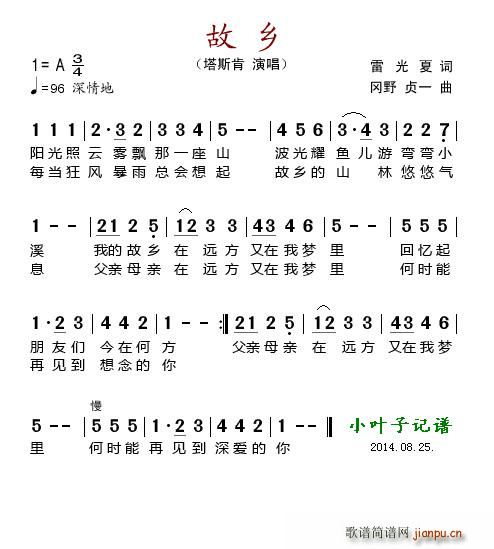 故 乡
（塔斯肯 演唱）
1= A 3/4
♩=96 深情地
雷 光 夏 词
冈野 贞一 曲
1 1 1 | 2·3 2 | 3 4 5 | 5 - - | 4 5 6 | 3·4 3 | 2 2 7 |
阳光照 云 雾飘 那一座 山 波光耀 鱼 儿游 弯弯小
每当狂 风 暴雨 总会想 起 故乡的 山 林 悠悠气
1 - - | 21 2 5 | 12 3 3 | 43 4 6 | 5 - - | 1 1 1 |
溪 我的 故 乡 在 远 方 又在 我 梦 里 回忆起
息 父亲 母 亲 在 远 方 又在 我 梦 里 何时能
1·2 3 | 4 4 2 | 1 - - :| 21 2 5 | 12 3 3 | 43 4 6 |
朋 友们 今在何 方 父亲 母 亲 在 远 方 又在 我 梦
再 见到 想念的 你
慢
5 - - | 5 5 5 | 1·2 3 | 4 4 2 | 1 - - ||
里 何时能 再 见到 深爱的 你
小叶子记谱
2014.08.25.
歌谱简谱网
jianpu.cn